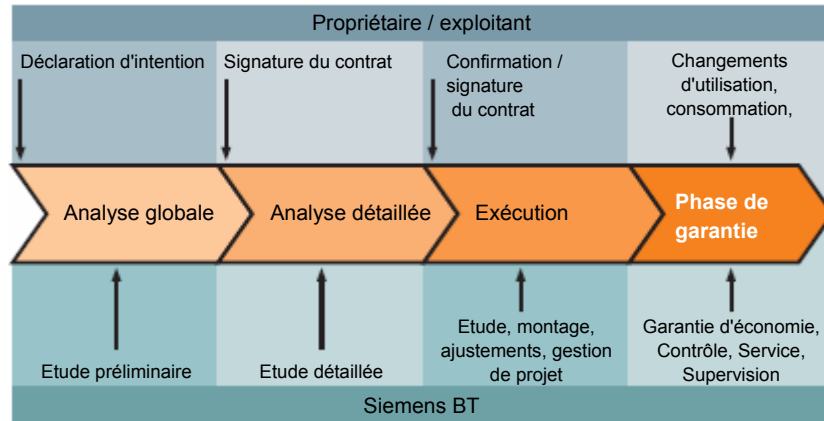 Propriétaire / exploitant
Déclaration d'intention
Signature du contrat
Confirmation /
signature
du contrat
Changements
d'utilisation,
consommation,
Analyse globale
Analyse détaillée
Exécution
Phase de
garantie
Etude préliminaire
Etude détaillée
Etude, montage,
ajustements, gestion
de projet
Garantie d'économie,
Contrôle, Service,
Supervision
Siemens BT